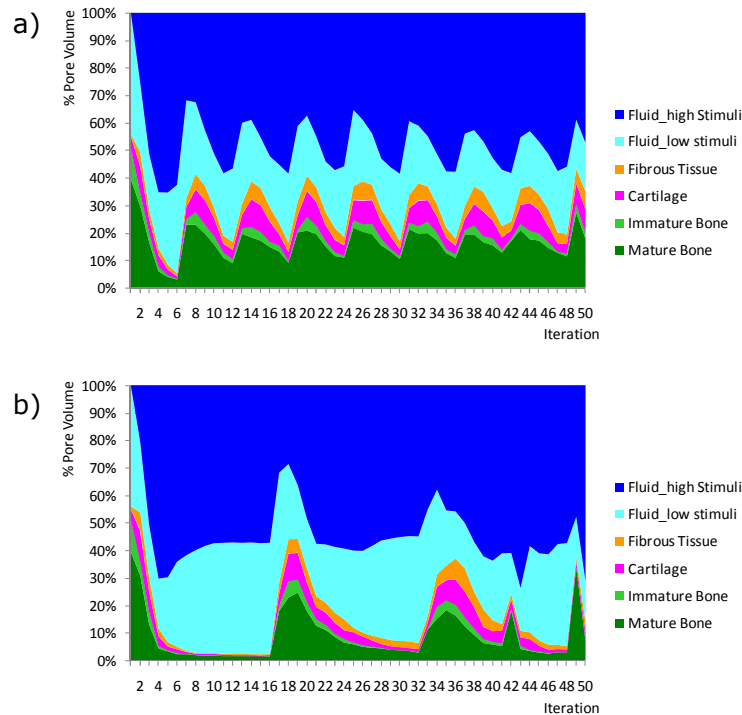 a)
% Pore Volume
100%
90%
80%
70%
60%
50%
40%
30%
20%
10%
0%
2 4 6 8 10 12 14 16 18 20 22 24 26 28 30 32 34 36 38 40 42 44 46 48 50
Iteration
Fluid_high Stimuli
Fluid_low stimuli
Fibrous Tissue
Cartilage
Immature Bone
Mature Bone
b)
% Pore Volume
100%
90%
80%
70%
60%
50%
40%
30%
20%
10%
0%
2 4 6 8 10 12 14 16 18 20 22 24 26 28 30 32 34 36 38 40 42 44 46 48 50
Iteration
Fluid_high Stimuli
Fluid_low stimuli
Fibrous Tissue
Cartilage
Immature Bone
Mature Bone